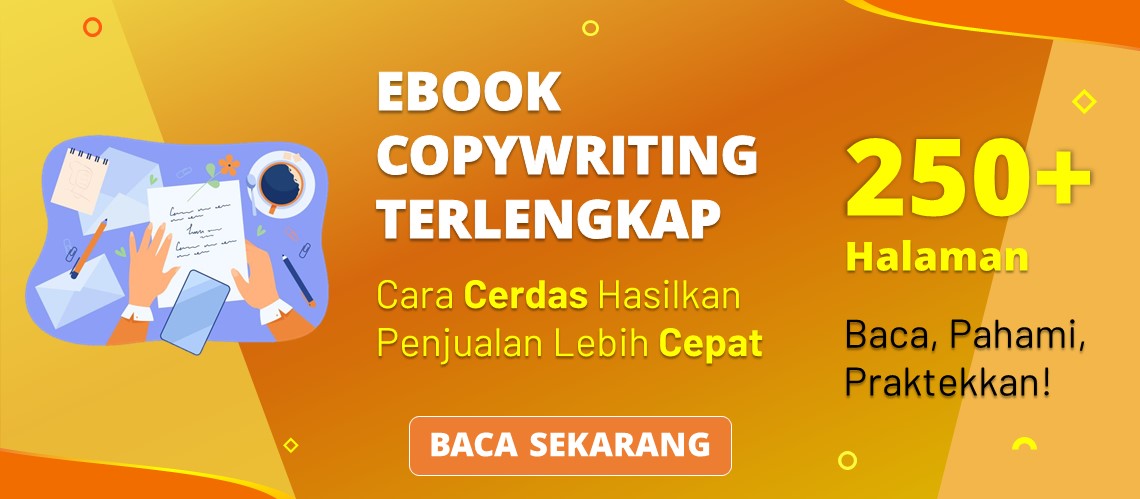 EBOOK
COPYWRITING
TERLENGKAP
Cara Cerdas Hasilkan
Penjualan Lebih Cepat
BACA SEKARANG
250+
Halaman
Baca, Pahami,
Praktekkan!